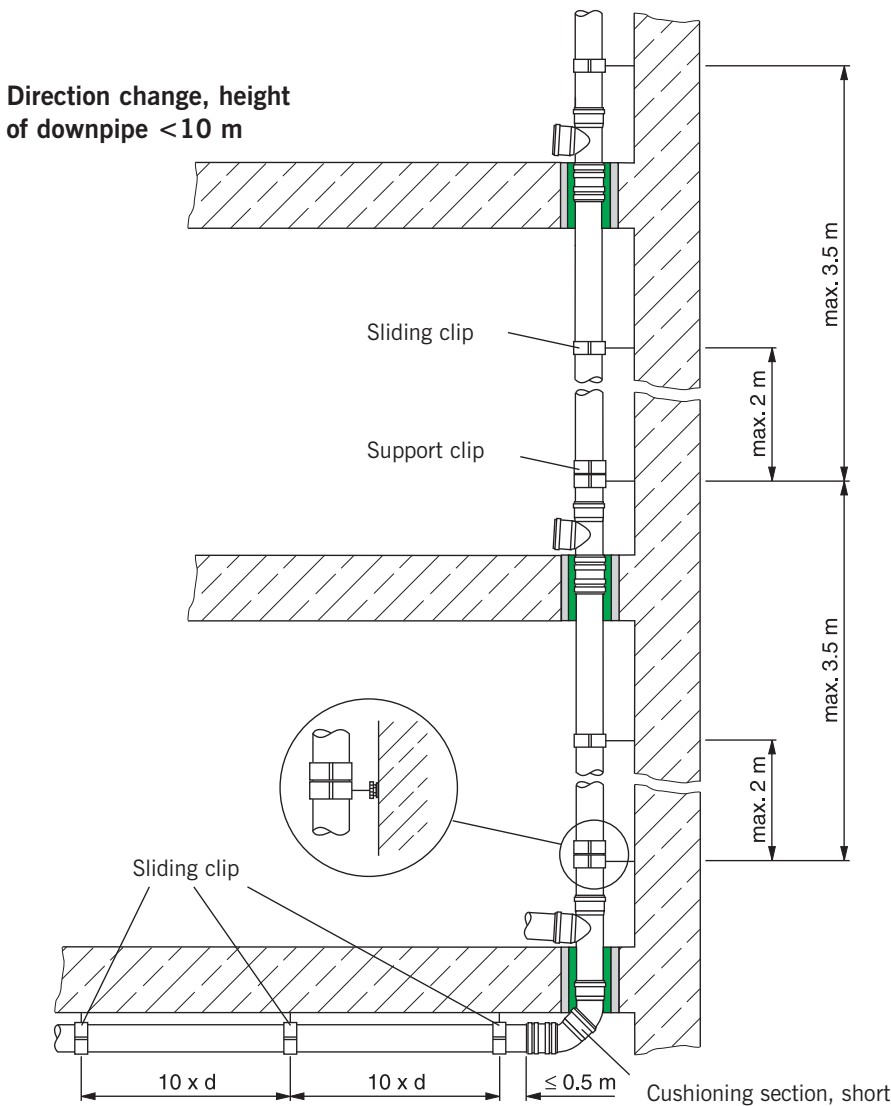 Direction change, height
of downpipe <10 m
max. 3.5 m
Sliding clip
max. 2 m
Support clip
max. 3.5 m
max. 2 m
Sliding clip
10 x d
10 x d
≤ 0.5 m
Cushioning section, short